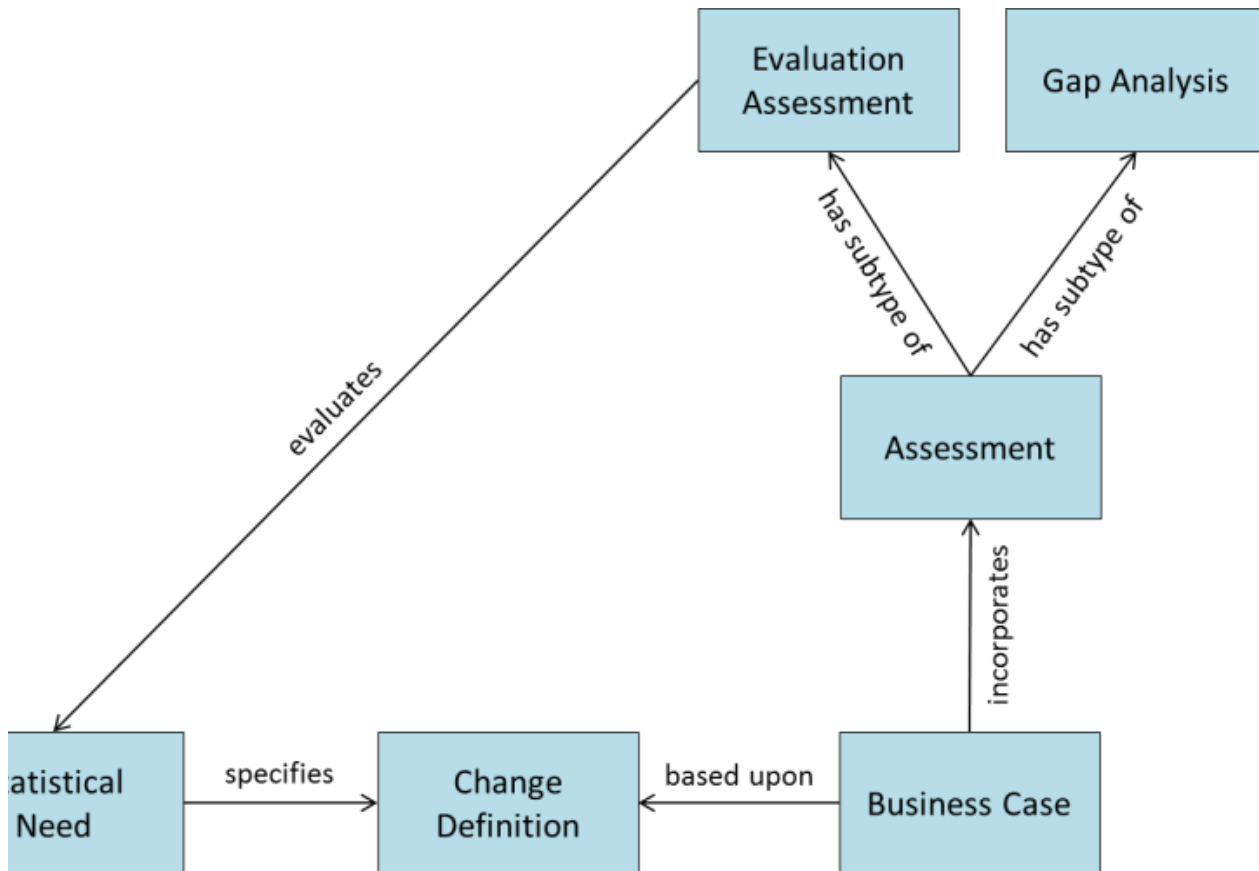 Evaluation
Assessment
Gap Analysis
has subtype of
has subtype of
evaluates
Assessment
incorporates
tatistical
Need
specifies
Change
Definition
based upon
Business Case